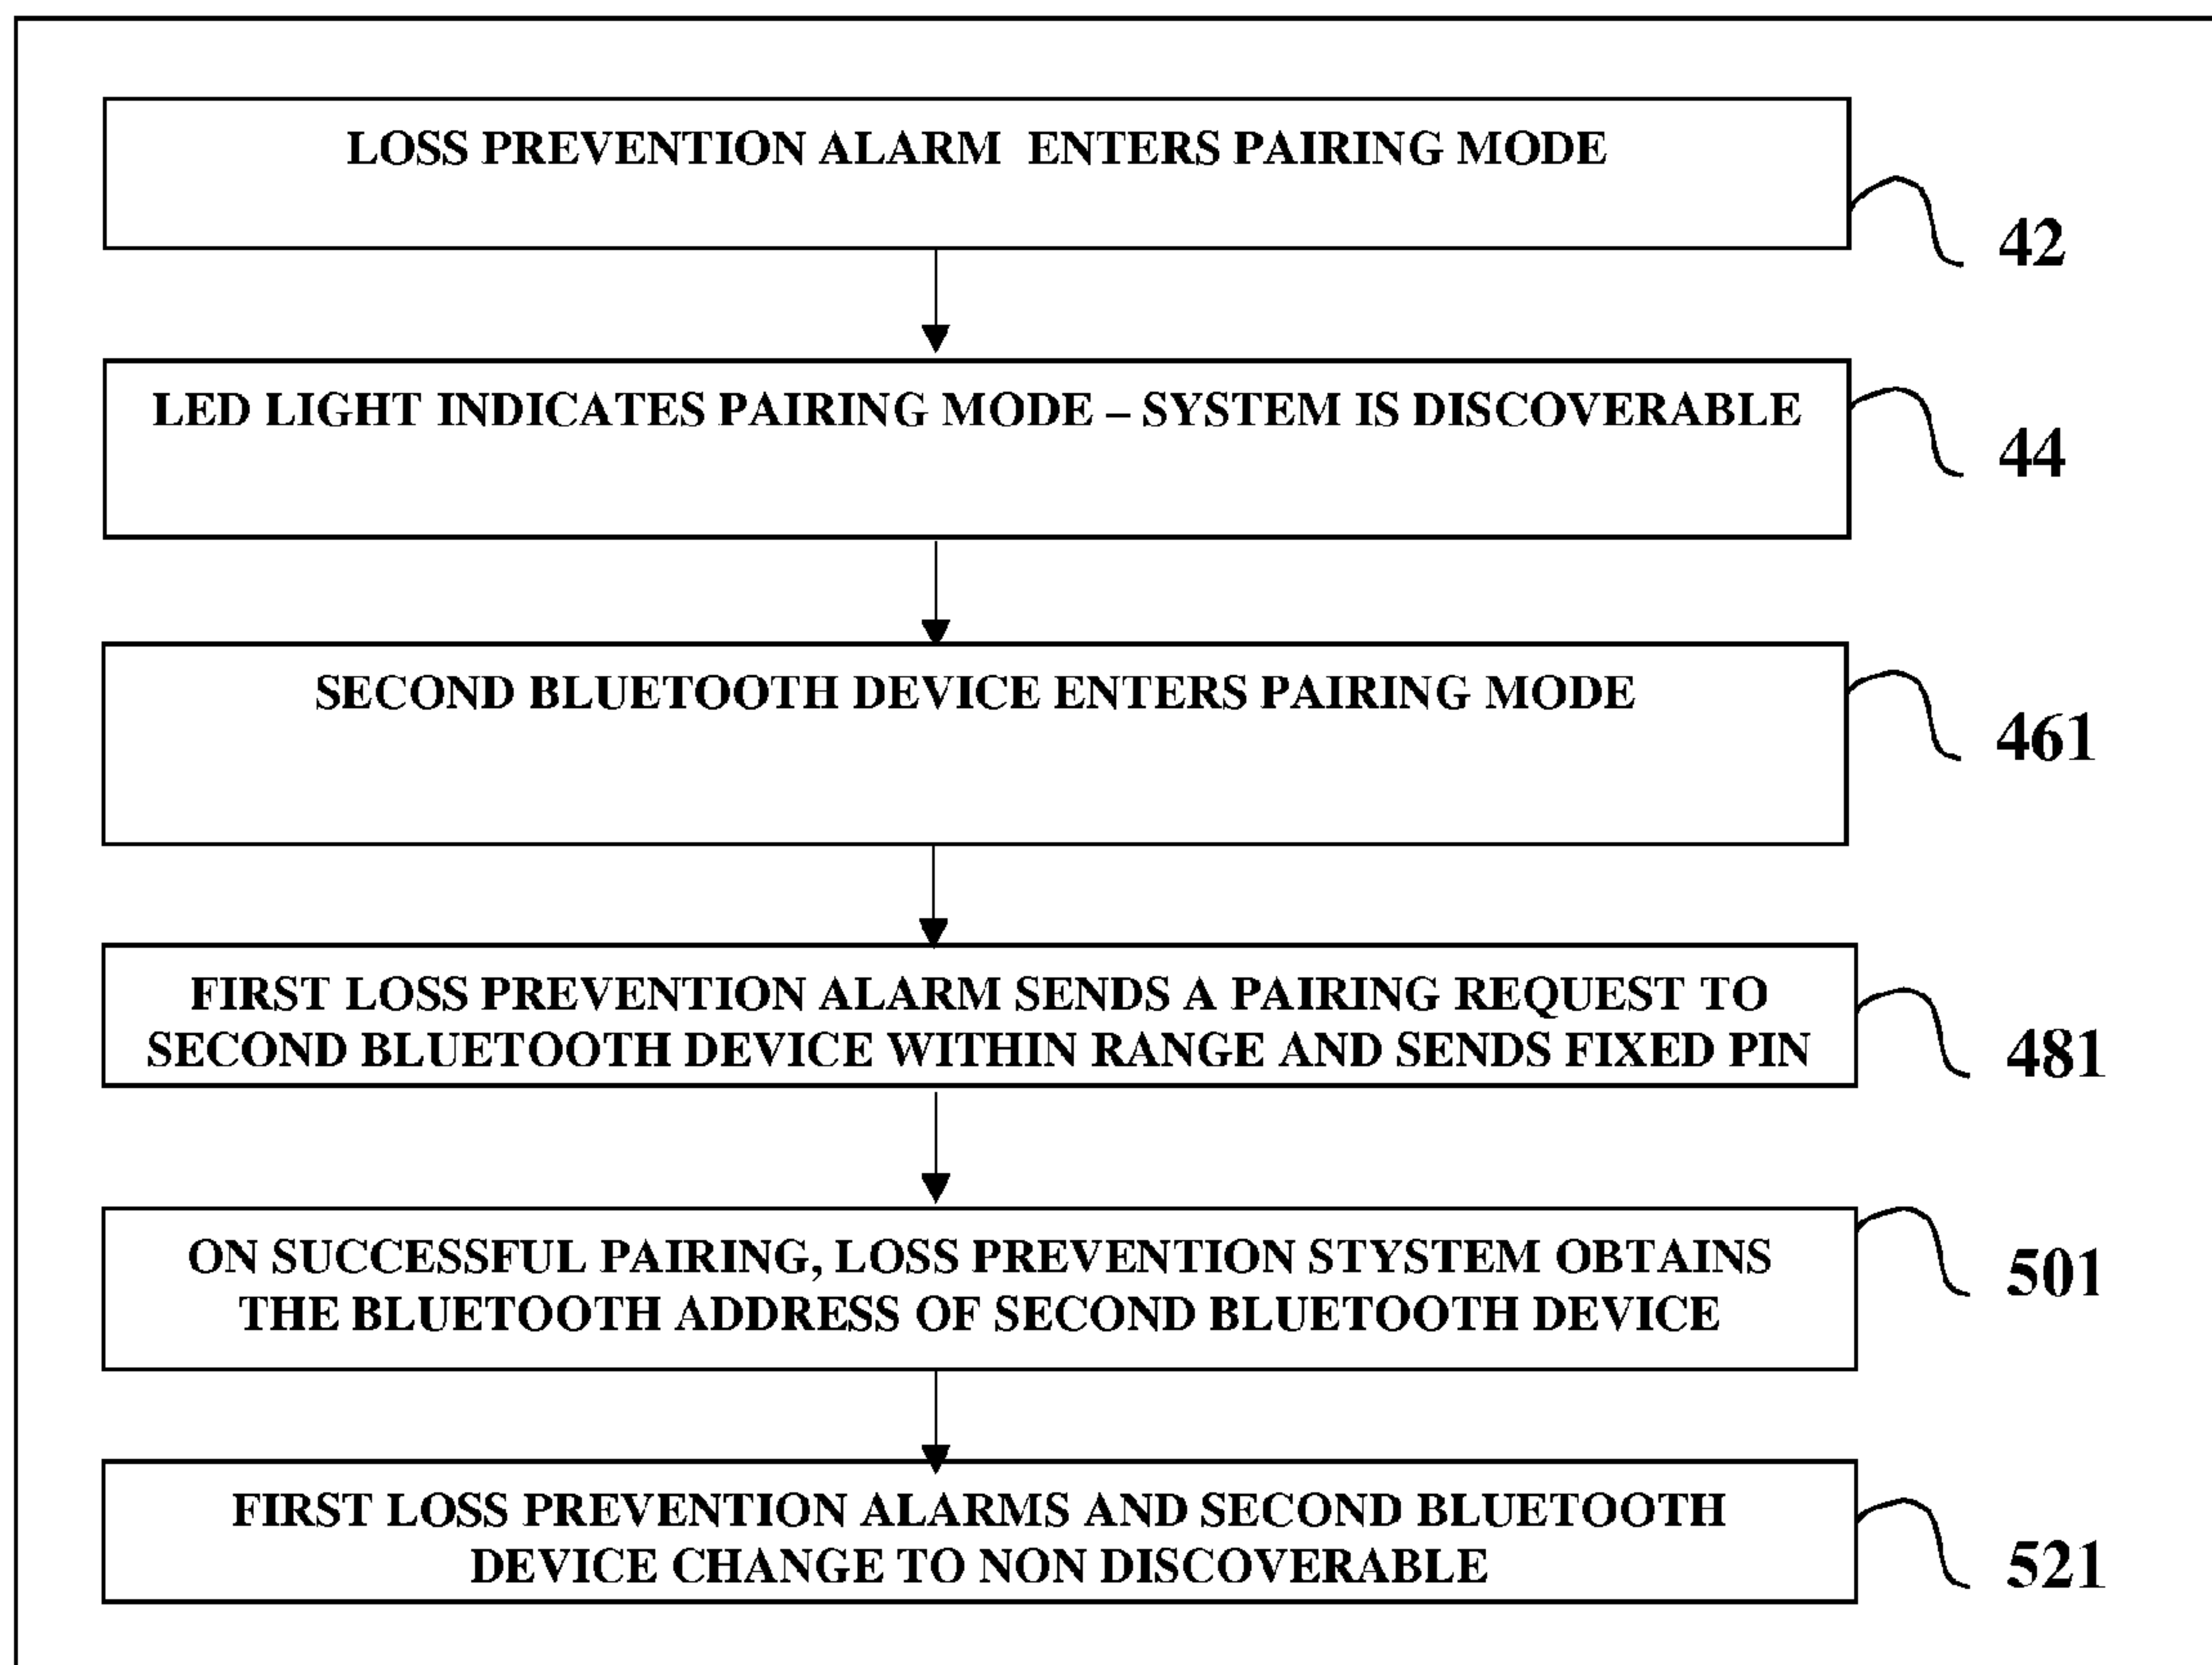 LOSS PREVENTION ALARM ENTERS PAIRING MODE
42
LED LIGHT INDICATES PAIRING MODE – SYSTEM IS DISCOVERABLE
44
SECOND BLUETOOTH DEVICE ENTERS PAIRING MODE
461
FIRST LOSS PREVENTION ALARM SENDS A PAIRING REQUEST TO
SECOND BLUETOOTH DEVICE WITHIN RANGE AND SENDS FIXED PIN
481
ON SUCCESSFUL PAIRING, LOSS PREVENTION STYSTEM OBTAINS
THE BLUETOOTH ADDRESS OF SECOND BLUETOOTH DEVICE
501
FIRST LOSS PREVENTION ALARMS AND SECOND BLUETOOTH
DEVICE CHANGE TO NON DISCOVERABLE
521